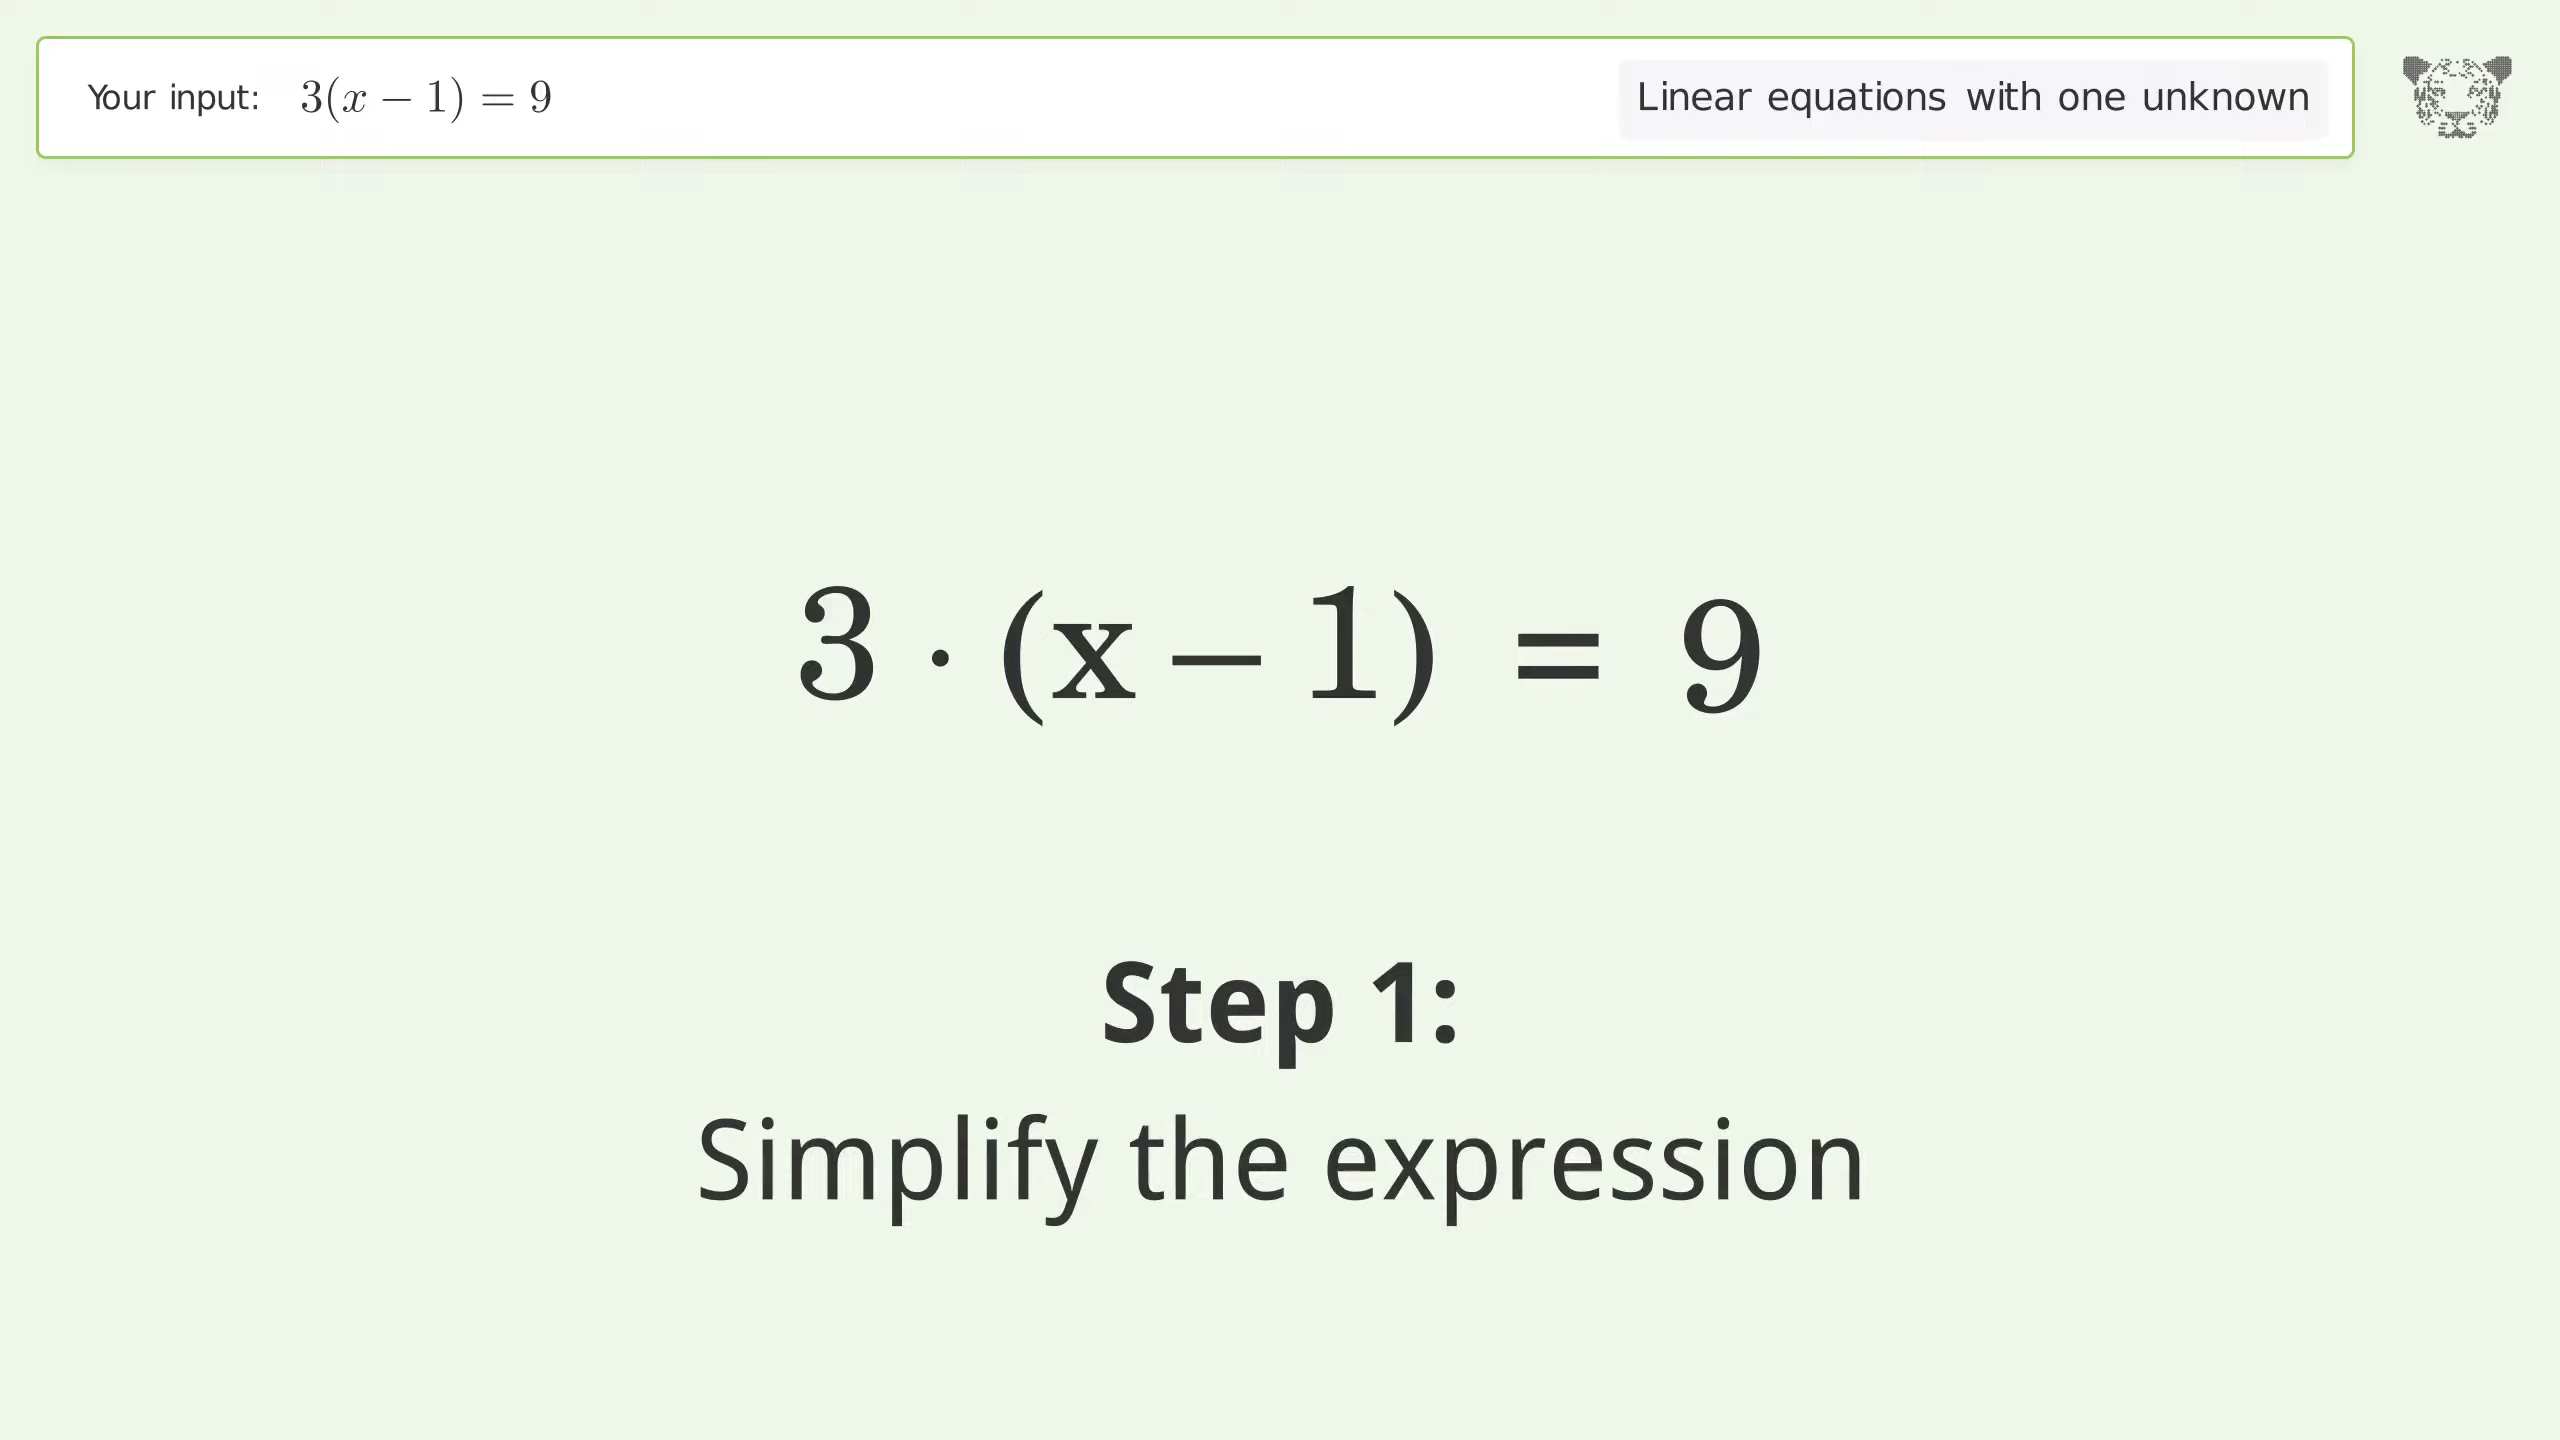 Your input: 3(x − 1) = 9
Linear equations with one unknown
3 · (x − 1) = 9
Step 1:
Simplify the expression